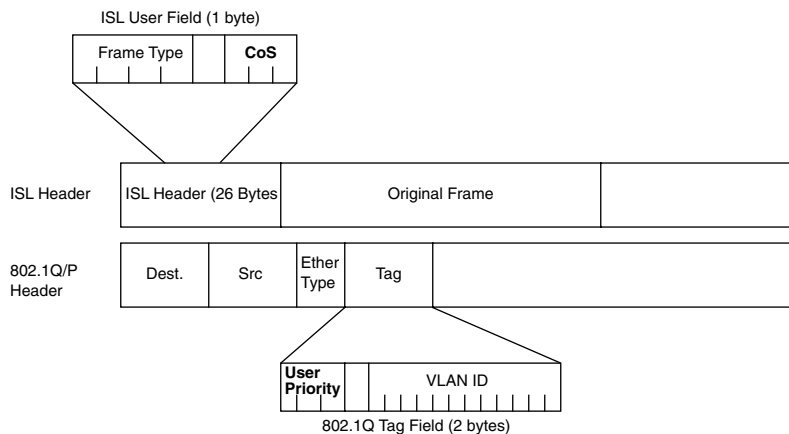 ISL User Field (1 byte)
Frame Type
CoS
ISL Header
ISL Header (26 Bytes
Original Frame
802.1Q/P
Header
Dest.
Src
Ether
Type
Tag
User
Priority
VLAN ID
802.1Q Tag Field (2 bytes)